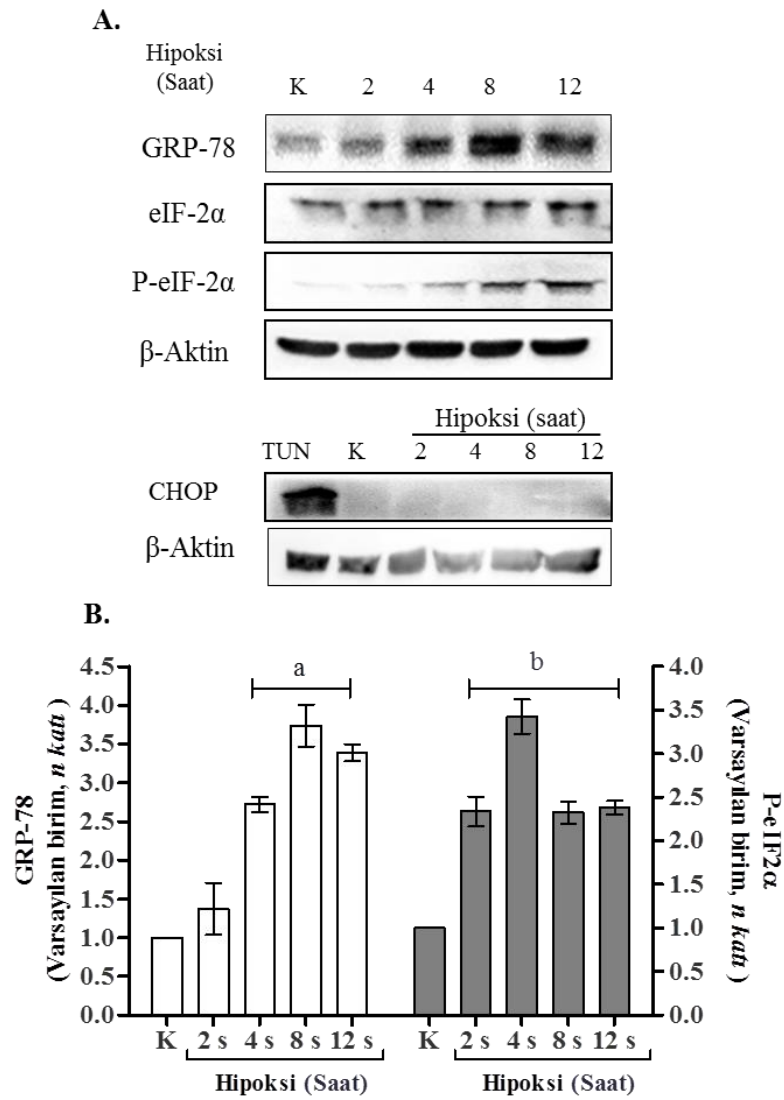 A.
Hipoksi
(Saat)
K 2 4 8 12
GRP-78
eIF-2α
P-eIF-2α
β-Aktin
Hipoksi (saat)
TUN K 2 4 8 12
CHOP
β-Aktin
B.
GRP-78
(Varsayılan birim, n katı)
4.5
4.0
3.5
3.0
2.5
2.0
1.5
1.0
0.5
0.0
a
b
4.0
3.5
3.0
2.5
2.0
1.5
1.0
0.5
0.0
P-eIF2α
(Varsayılan birim, n katı)
K 2 s 4 s 8 s 12 s
Hipoksi (Saat)
K 2 s 4 s 8 s 12 s
Hipoksi (Saat)